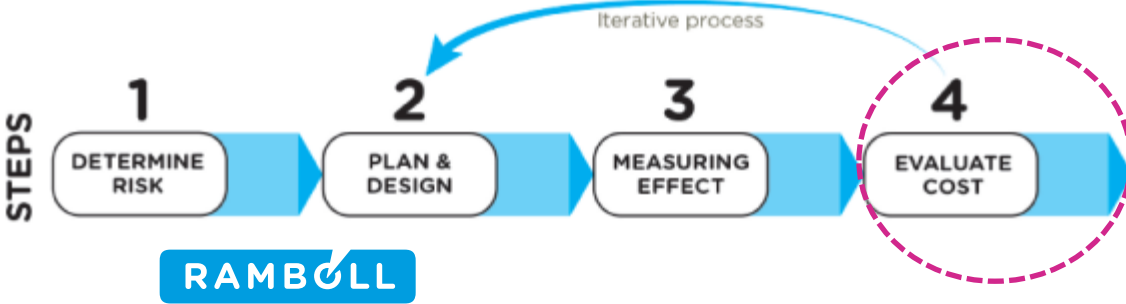 Iterative process
1
2
3
4
STEPS
DETERMINE
RISK
PLAN &
DESIGN
MEASURING
EFFECT
EVALUATE
COST
RAMBOLL